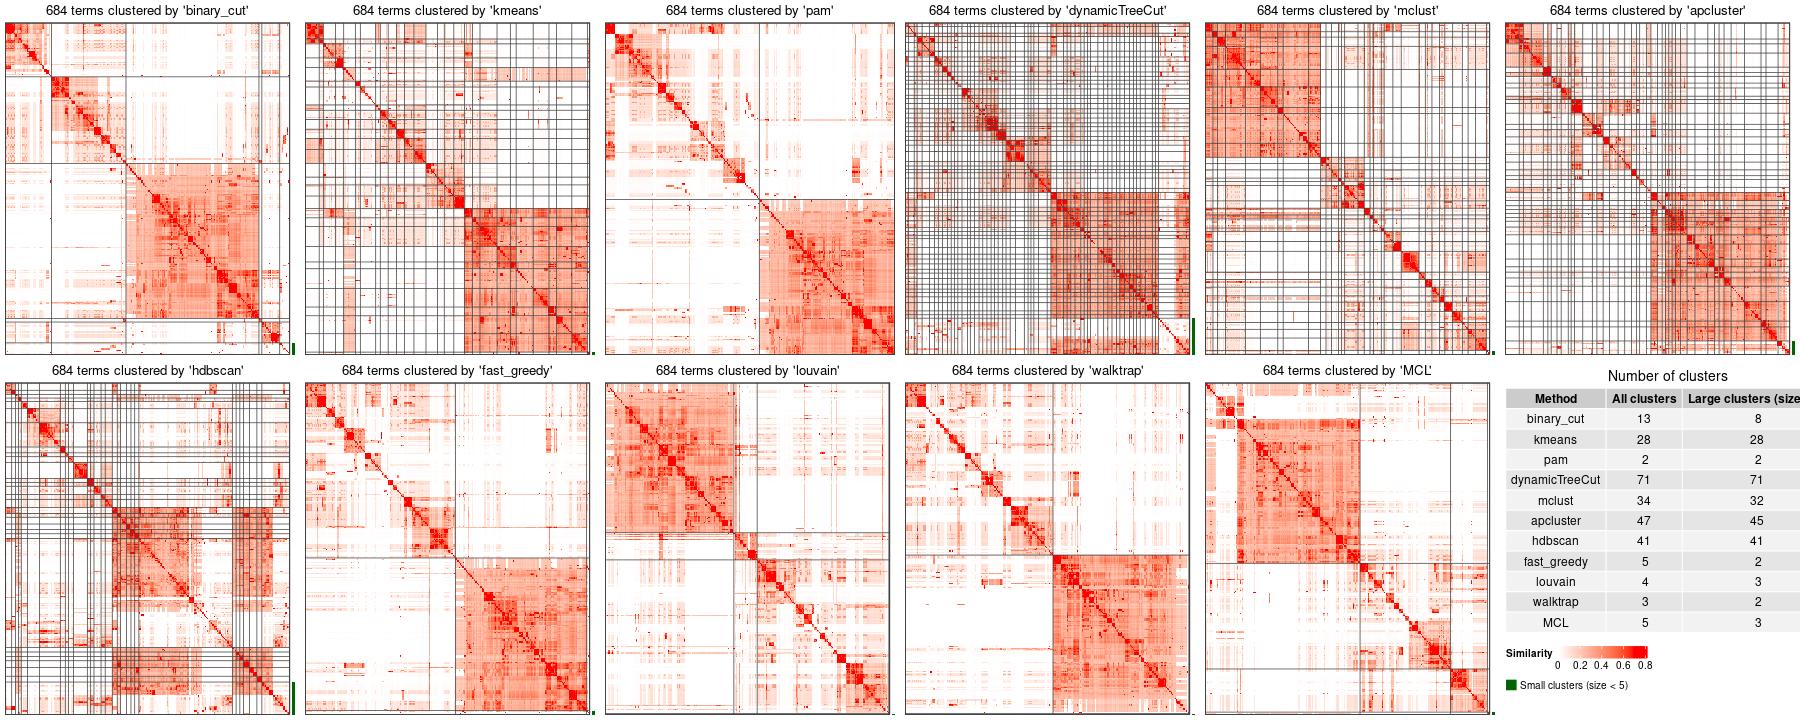 684 terms clustered by 'binary_cut'
684 terms clustered by 'kmeans'
684 terms clustered by 'pam'
684 terms clustered by 'dynamicTreeCut'
684 terms clustered by 'mclust'
684 terms clustered by 'apcluster'
684 terms clustered by 'hdbscan'
684 terms clustered by 'fast_greedy'
684 terms clustered by 'louvain'
684 terms clustered by 'walktrap'
684 terms clustered by 'MCL'
Number of clusters
Method All clusters Large clusters (size
binary_cut 13 8
kmeans 28 28
pam 2 2
dynamicTreeCut 71 71
mclust 34 32
apcluster 47 45
hdbscan 41 41
fast_greedy 5 2
louvain 4 3
walktrap 3 2
MCL 5 3
Similarity
0 0.2 0.4 0.6 0.8
Small clusters (size < 5)